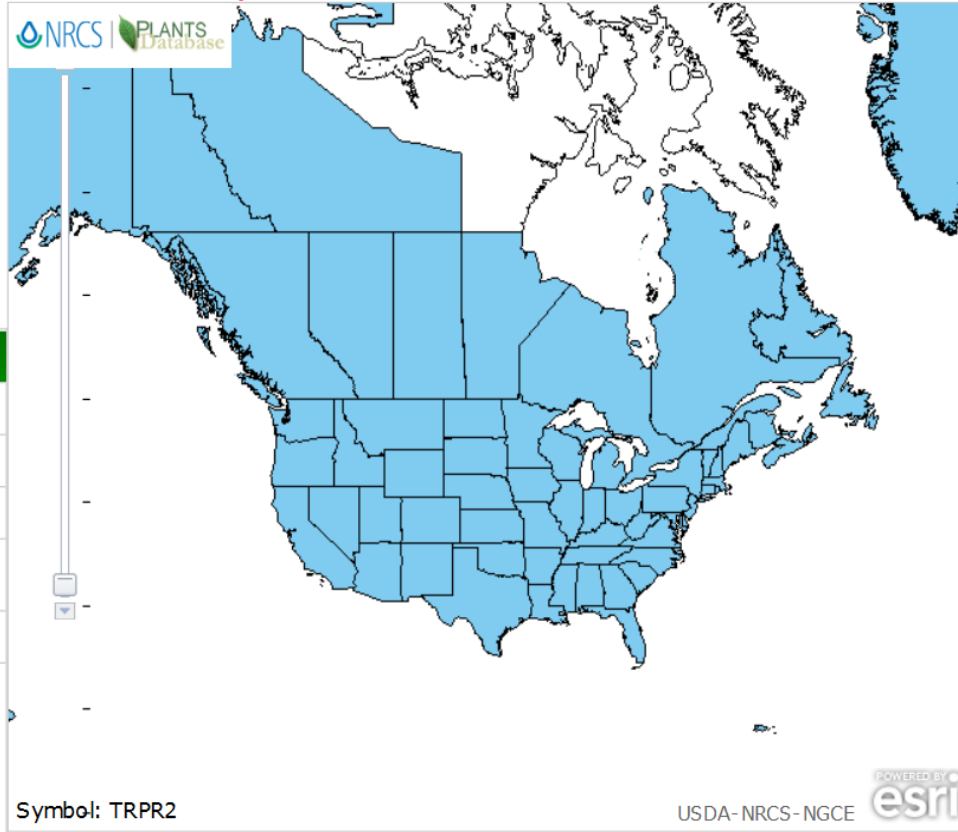 NRCS PLANTS
Database
Symbol: TRPR2
USDA-NRCS-NGCE
POWERED BY
esri